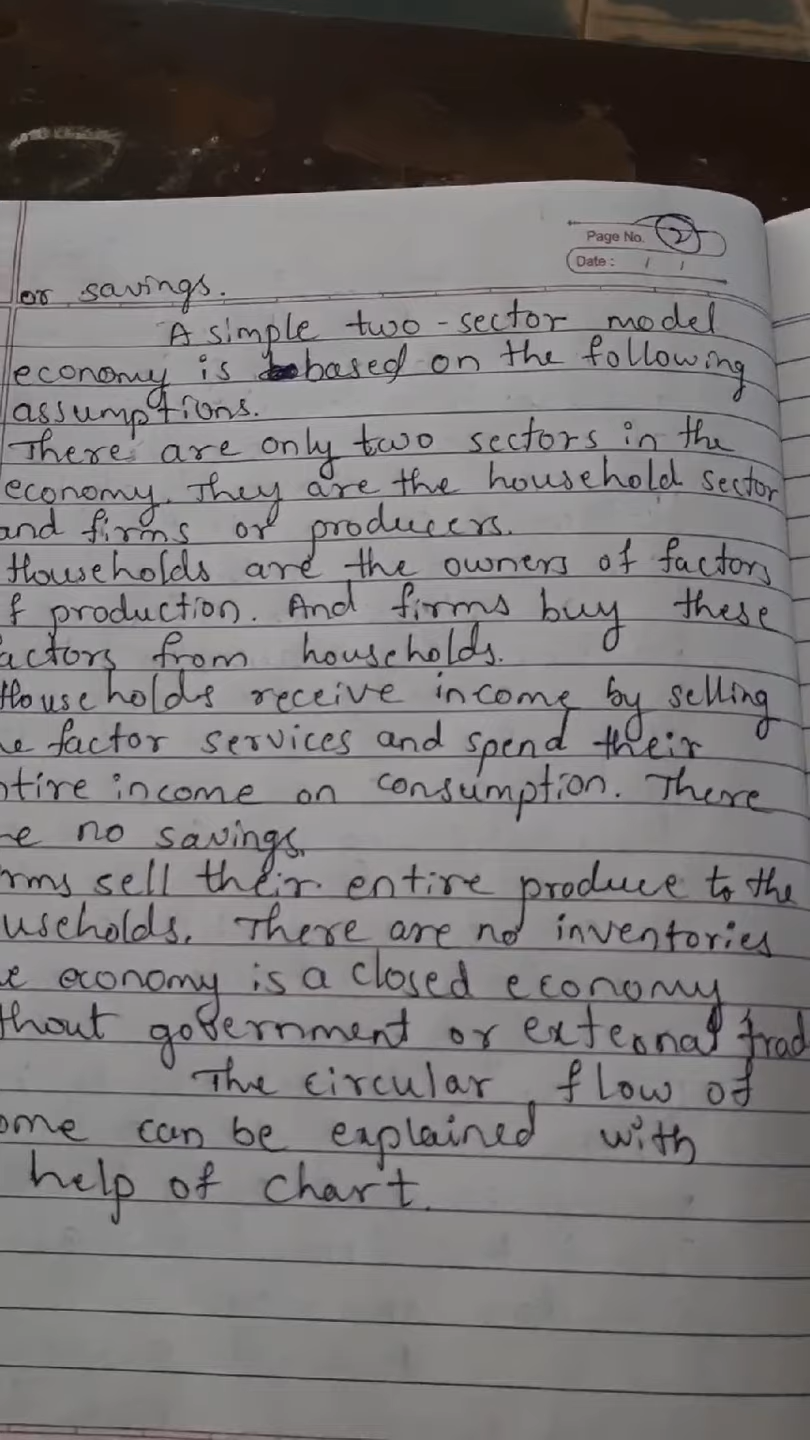 Page No. 2
Date : / /
or savings.
A simple two-sector model
economy is based on the following
assumptions.
There are only two sectors in the
economy. They are the household sector
and firms or producers.
Households are the owners of factors
f production. And firms buy these
actors from households.
Households receive income by selling
e factor services and spend their
ntire income on consumption. There
e no savings.
rms sell their entire produce to the
useholds. There are no inventories
e economy is a closed economy
thout government or external trad
The circular flow of
ome can be explained with
help of chart.